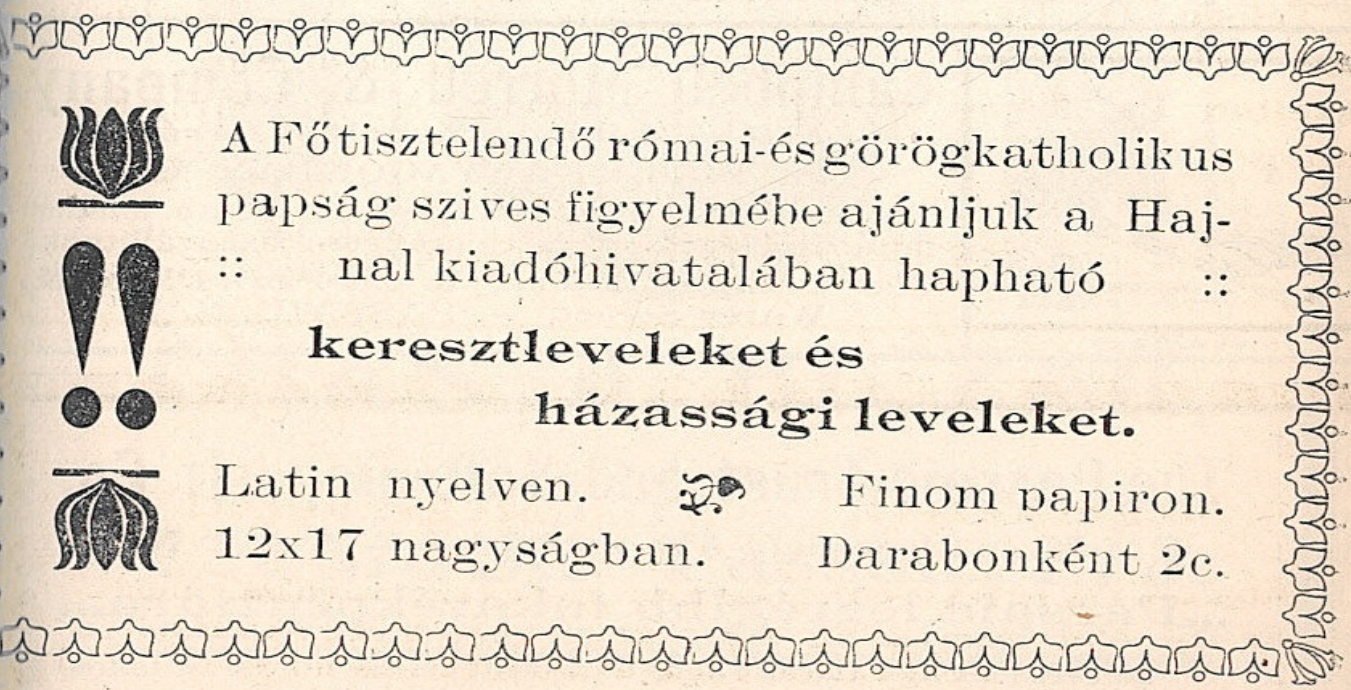 A Főtisztelendő római-és görögkatholikus
papság szives figyelmébe ajánljuk a Haj-
:: nal kiadóhivatalában hapható ::
keresztleveleket és
házassági leveleket.
Latin nyelven. Finom papiron.
12x17 nagyságban. Darabonként 2c.